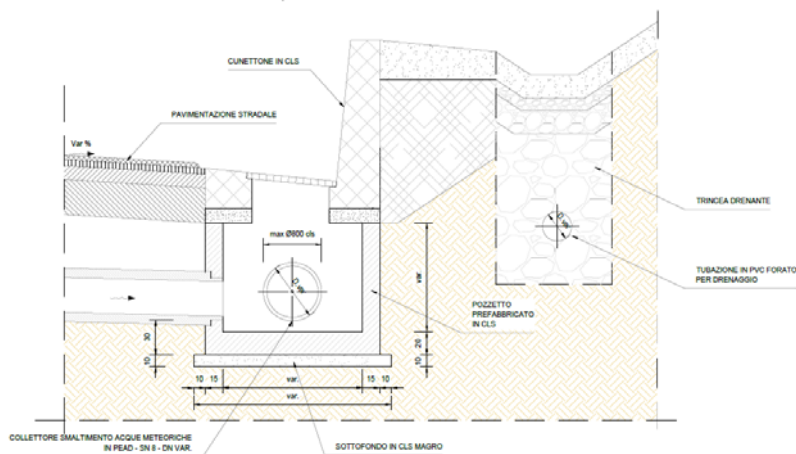 CUNETTONE IN CLS
PAVIMENTAZIONE STRADALE
Var %
TRINCEA DRENANTE
max Ø800 cls
D. var.
D. var.
var.
TUBAZIONE IN PVC FORATO
PER DRENAGGIO
POZZETTO
PREFABBRICATO
IN CLS
30
20
10
10
10 15 var. 15 10
var.
COLLETTORE SMALTIMENTO ACQUE METEORICHE
IN PEAD - SN 8 - DN VAR.
SOTTOFONDO IN CLS MAGRO